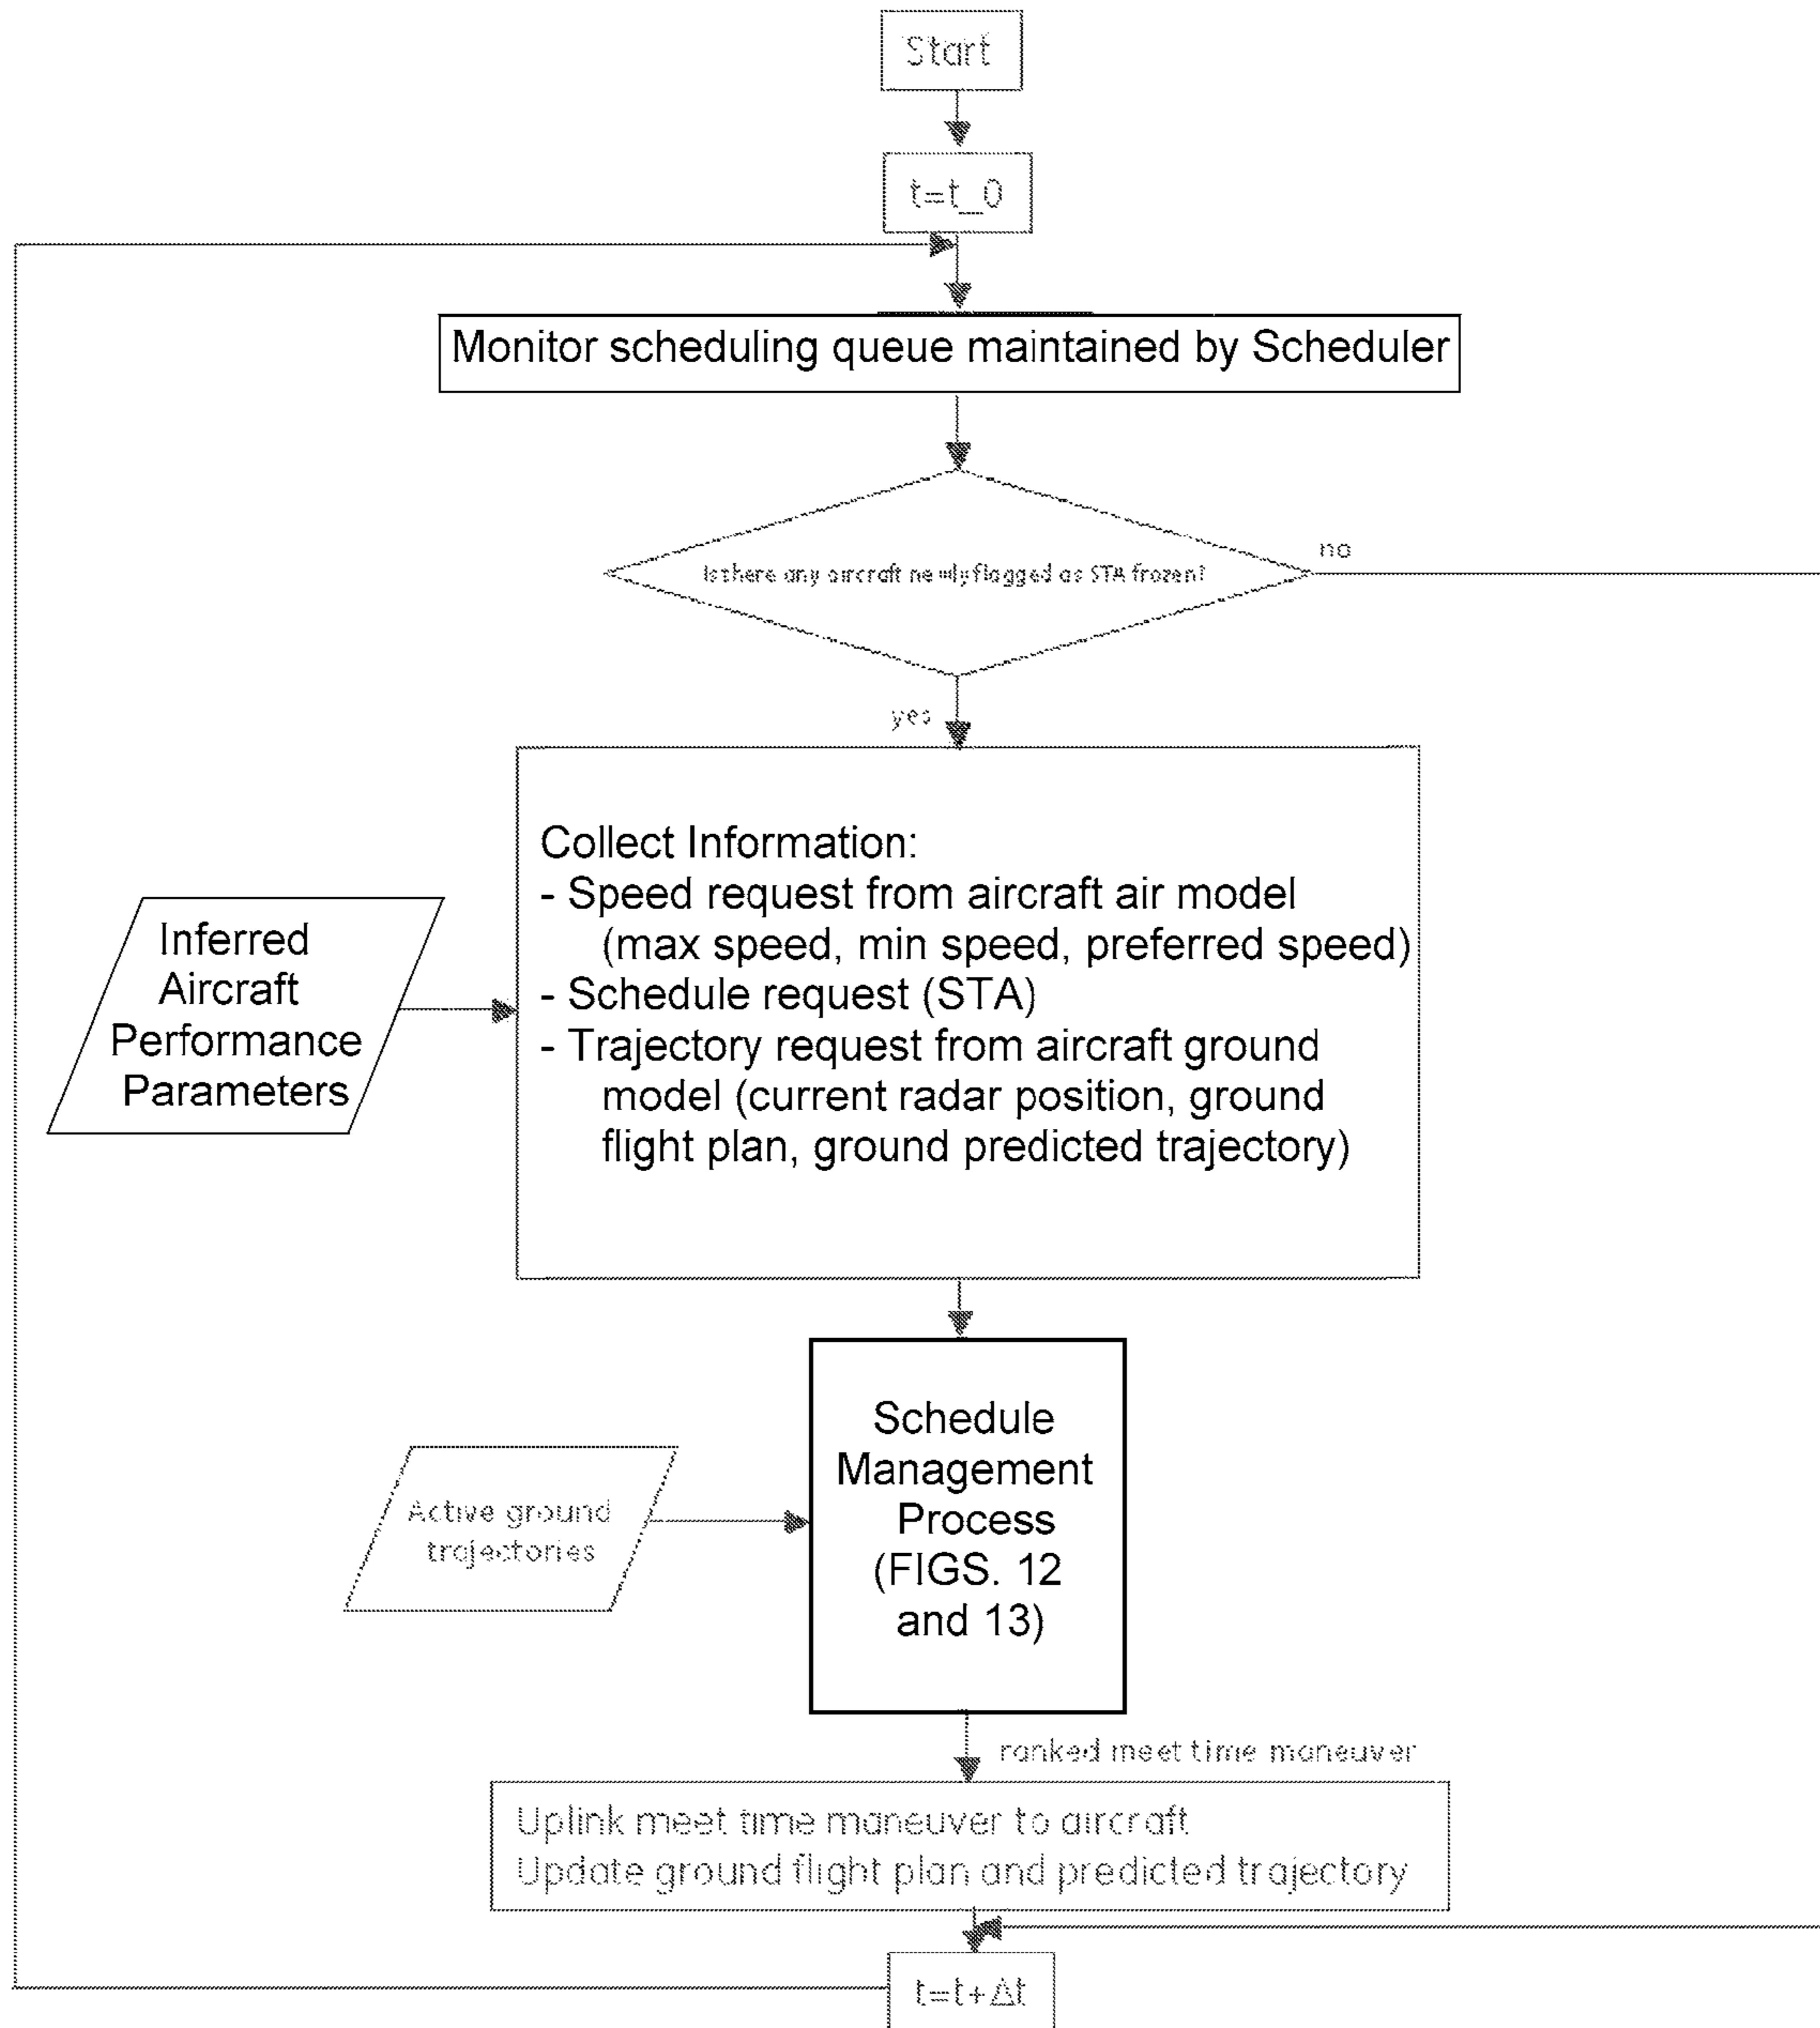 Start
t=t_0
Monitor scheduling queue maintained by Scheduler
Is there any aircraft newly flagged as STA frozen?
no
yes
Collect Information:
- Speed request from aircraft air model
(max speed, min speed, preferred speed)
- Schedule request (STA)
- Trajectory request from aircraft ground
model (current radar position, ground
flight plan, ground predicted trajectory)
Inferred
Aircraft
Performance
Parameters
Schedule
Management
Process
(FIGS. 12
and 13)
Active ground
trajectories
ranked meet time maneuver
Uplink meet time maneuver to aircraft
Update ground flight plan and predicted trajectory
t=t+Δt